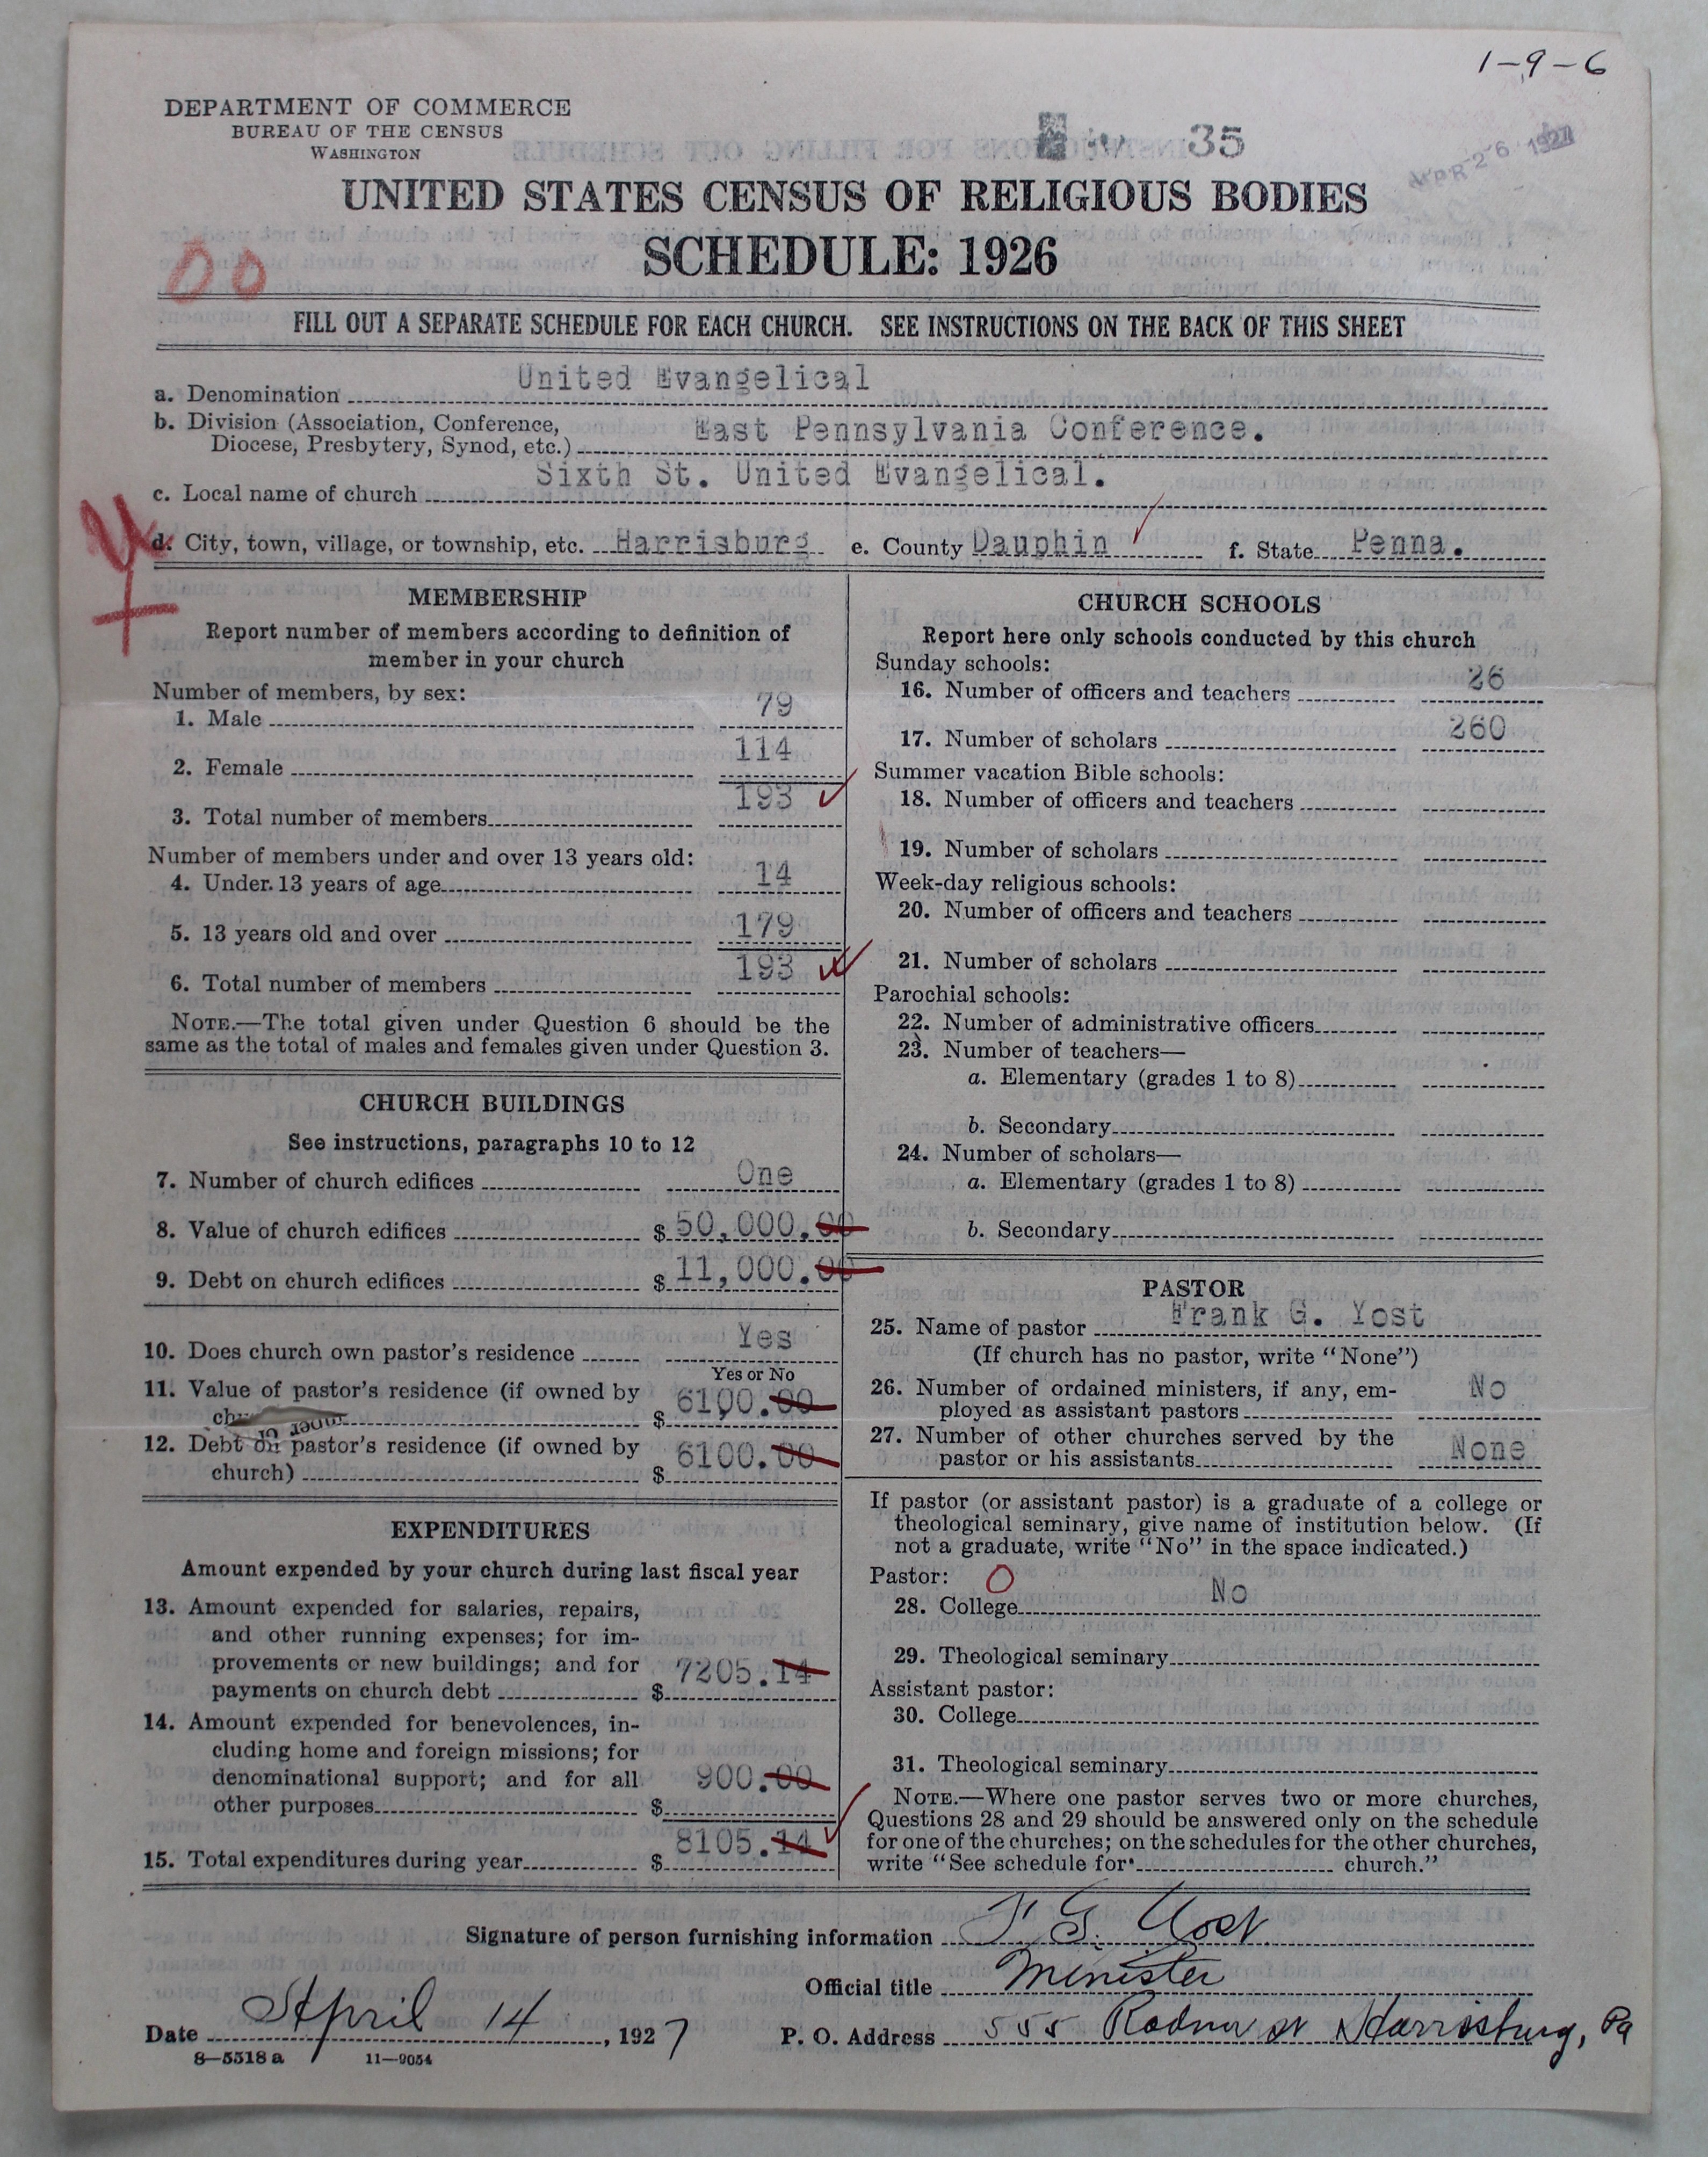 1-9-6
DEPARTMENT OF COMMERCE
BUREAU OF THE CENSUS
WASHINGTON
35
APR 26 1927
UNITED STATES CENSUS OF RELIGIOUS BODIES
SCHEDULE: 1926
00
FILL OUT A SEPARATE SCHEDULE FOR EACH CHURCH. SEE INSTRUCTIONS ON THE BACK OF THIS SHEET
a. Denomination United Evangelical
b. Division (Association, Conference,
Diocese, Presbytery, Synod, etc.) East Pennsylvania Conference.
c. Local name of church Sixth St. United Evangelical.
d. City, town, village, or township, etc. Harrisburg e. County Dauphin f. State Penna.
MEMBERSHIP
Report number of members according to definition of
member in your church
Number of members, by sex:
1. Male 79
2. Female 114
3. Total number of members 193
Number of members under and over 13 years old:
4. Under 13 years of age 14
5. 13 years old and over 179
6. Total number of members 193
NOTE.—The total given under Question 6 should be the
same as the total of males and females given under Question 3.
CHURCH BUILDINGS
See instructions, paragraphs 10 to 12
7. Number of church edifices One
8. Value of church edifices $ 50,000.00
9. Debt on church edifices $ 11,000.00
10. Does church own pastor's residence Yes
Yes or No
11. Value of pastor's residence (if owned by
$ 6100.00
12. Debt on pastor's residence (if owned by
church) $ 6100.00
EXPENDITURES
Amount expended by your church during last fiscal year
13. Amount expended for salaries, repairs,
and other running expenses; for im-
provements or new buildings; and for
payments on church debt $ 7205.14
14. Amount expended for benevolences, in-
cluding home and foreign missions; for
denominational support; and for all
other purposes $ 900.00
15. Total expenditures during year $ 8105.14
CHURCH SCHOOLS
Report here only schools conducted by this church
Sunday schools:
16. Number of officers and teachers 26
17. Number of scholars 260
Summer vacation Bible schools:
18. Number of officers and teachers
19. Number of scholars
Week-day religious schools:
20. Number of officers and teachers
21. Number of scholars
Parochial schools:
22. Number of administrative officers
23. Number of teachers—
a. Elementary (grades 1 to 8)
b. Secondary
24. Number of scholars—
a. Elementary (grades 1 to 8)
b. Secondary
PASTOR
25. Name of pastor Frank G. Yost
(If church has no pastor, write "None")
26. Number of ordained ministers, if any, em-
ployed as assistant pastors No
27. Number of other churches served by the
pastor or his assistants None
If pastor (or assistant pastor) is a graduate of a college or
theological seminary, give name of institution below. (If
not a graduate, write "No" in the space indicated.)
Pastor: O
28. College No
29. Theological seminary
Assistant pastor:
30. College
31. Theological seminary
NOTE.—Where one pastor serves two or more churches,
Questions 28 and 29 should be answered only on the schedule
for one of the churches; on the schedules for the other churches,
write "See schedule for church."
Signature of person furnishing information F. G. Yost
Official title Minister
Date April 14, 1927 P. O. Address 555 Radnor St Harrisburg, Pa
8—5518 a 11—9054